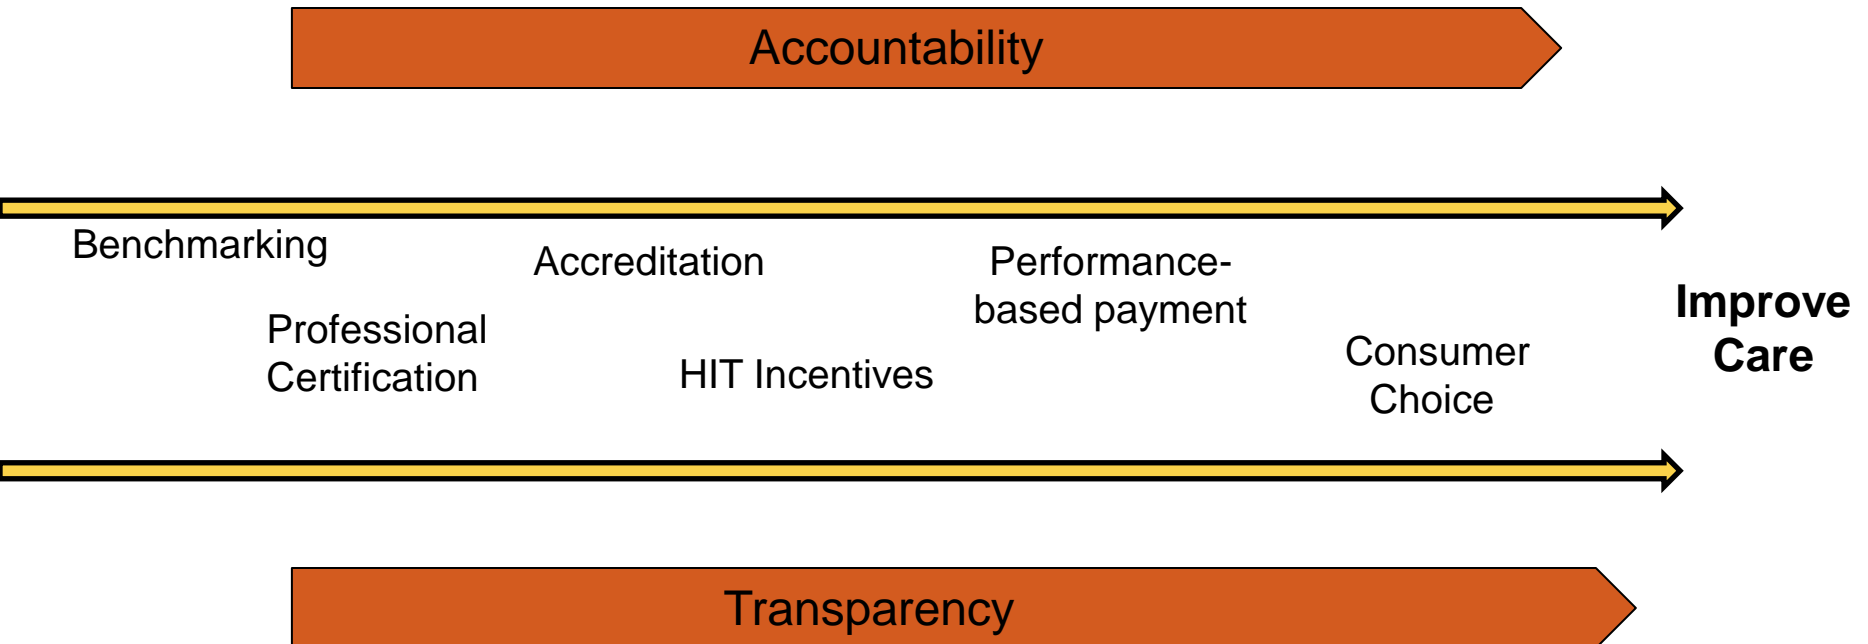 Accountability
Benchmarking
Professional
Certification
Accreditation
HIT Incentives
Performance-
based payment
Consumer
Choice
Improve
Care
Transparency